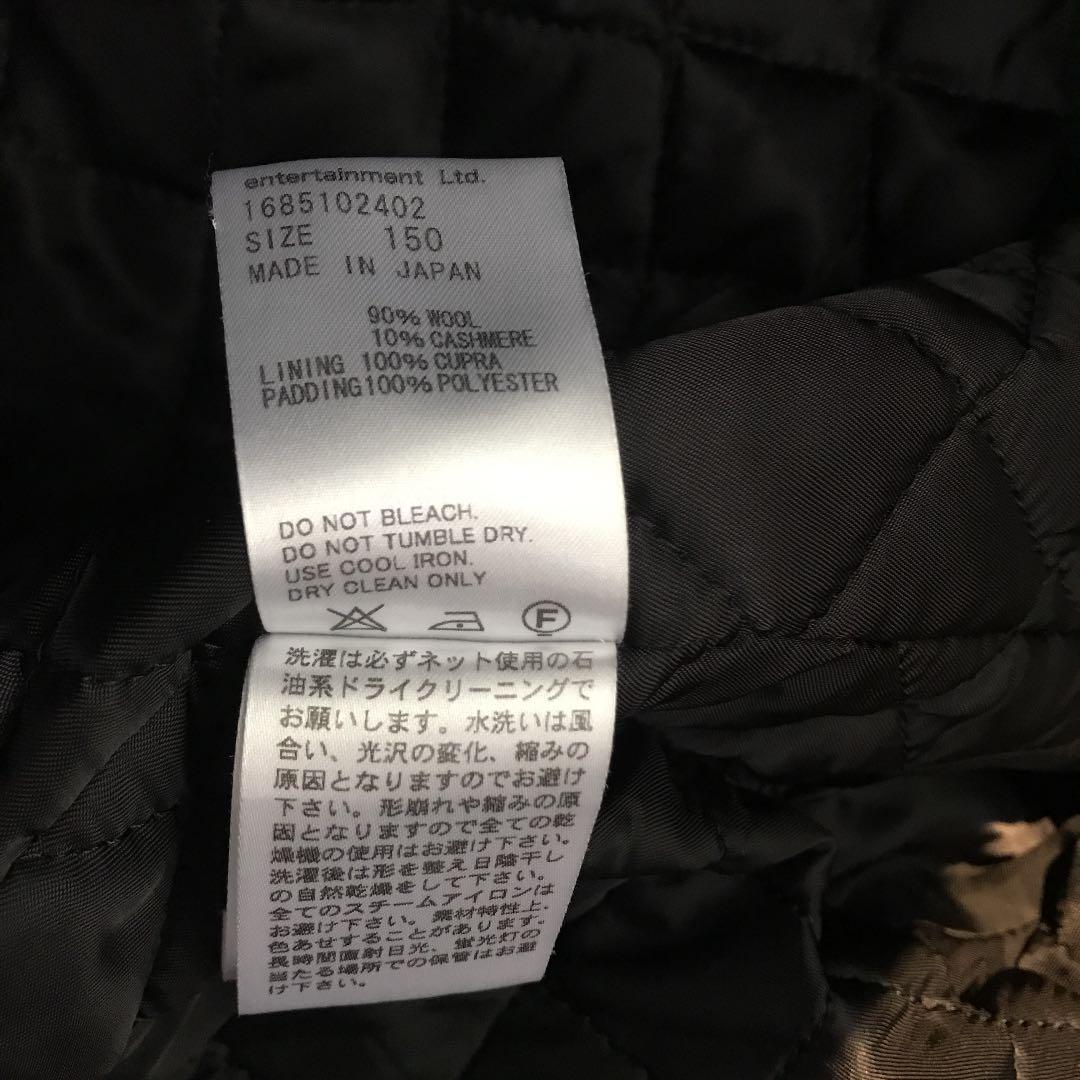 entertainment Ltd.
1685102402
SIZE 150
MADE IN JAPAN
90% WOOL
10% CASHMERE
LINING 100% CUPRA
PADDING 100% POLYESTER
DO NOT BLEACH.
DO NOT TUMBLE DRY.
USE COOL IRON.
DRY CLEAN ONLY
F
洗濯は必ずネット使用の石
油系ドライクリーニングで
お願いします。水洗いは風
合い、光沢の変化、縮みの
原因となりますのでお避け
下さい。形崩れや縮みの原
因となりますので全ての乾
燥機の使用はお避け下さい。
洗濯後は形を整え日陰干し
の自然乾燥をして下さい。
全てのスチームアイロンは
お避け下さい。素材特性上、
色あせすることがあります。
長時間直射日光、蛍光灯の
当たる場所での保管はお避
け下さい。